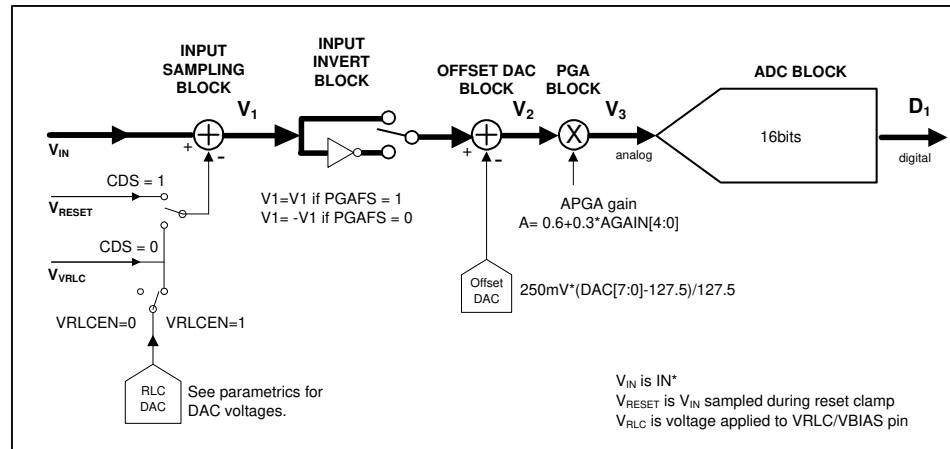 INPUT
SAMPLING
BLOCK
INPUT
INVERT
BLOCK
OFFSET DAC
BLOCK
PGA
BLOCK
ADC BLOCK
V1
V2
V3
D1
VIN
+
-
+
-
X
analog
16bits
digital
CDS = 1
VRESET
V1=V1 if PGAFS = 1
V1= -V1 if PGAFS = 0
APGA gain
A= 0.6+0.3*AGAIN[4:0]
CDS = 0
VVRLC
Offset
DAC
250mV*(DAC[7:0]-127.5)/127.5
VRLCEN=0
VRLCEN=1
RLC
DAC
See parametrics for
DAC voltages.
VIN is IN*
VRESET is VIN sampled during reset clamp
VRLC is voltage applied to VRLC/VBIAS pin